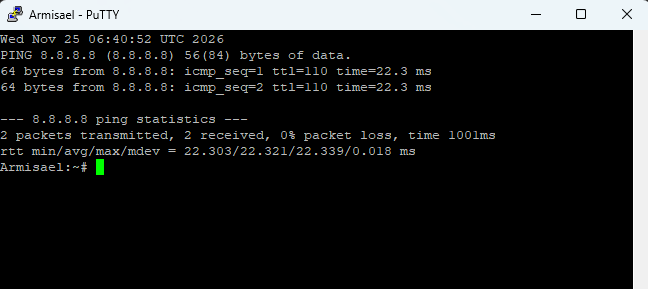 Armisael - PuTTY
Wed Nov 25 06:40:52 UTC 2026
PING 8.8.8.8 (8.8.8.8) 56(84) bytes of data.
64 bytes from 8.8.8.8: icmp_seq=1 ttl=110 time=22.3 ms
64 bytes from 8.8.8.8: icmp_seq=2 ttl=110 time=22.3 ms

--- 8.8.8.8 ping statistics ---
2 packets transmitted, 2 received, 0% packet loss, time 1001ms
rtt min/avg/max/mdev = 22.303/22.321/22.339/0.018 ms
Armisael:~#